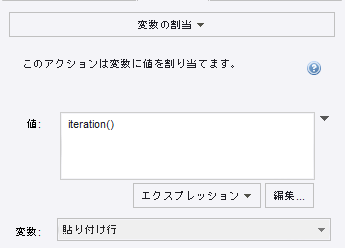 変数の割当
このアクションは変数に値を割り当てます。
値:
iteration()
エクスプレッション
編集...
変数:
貼り付け行